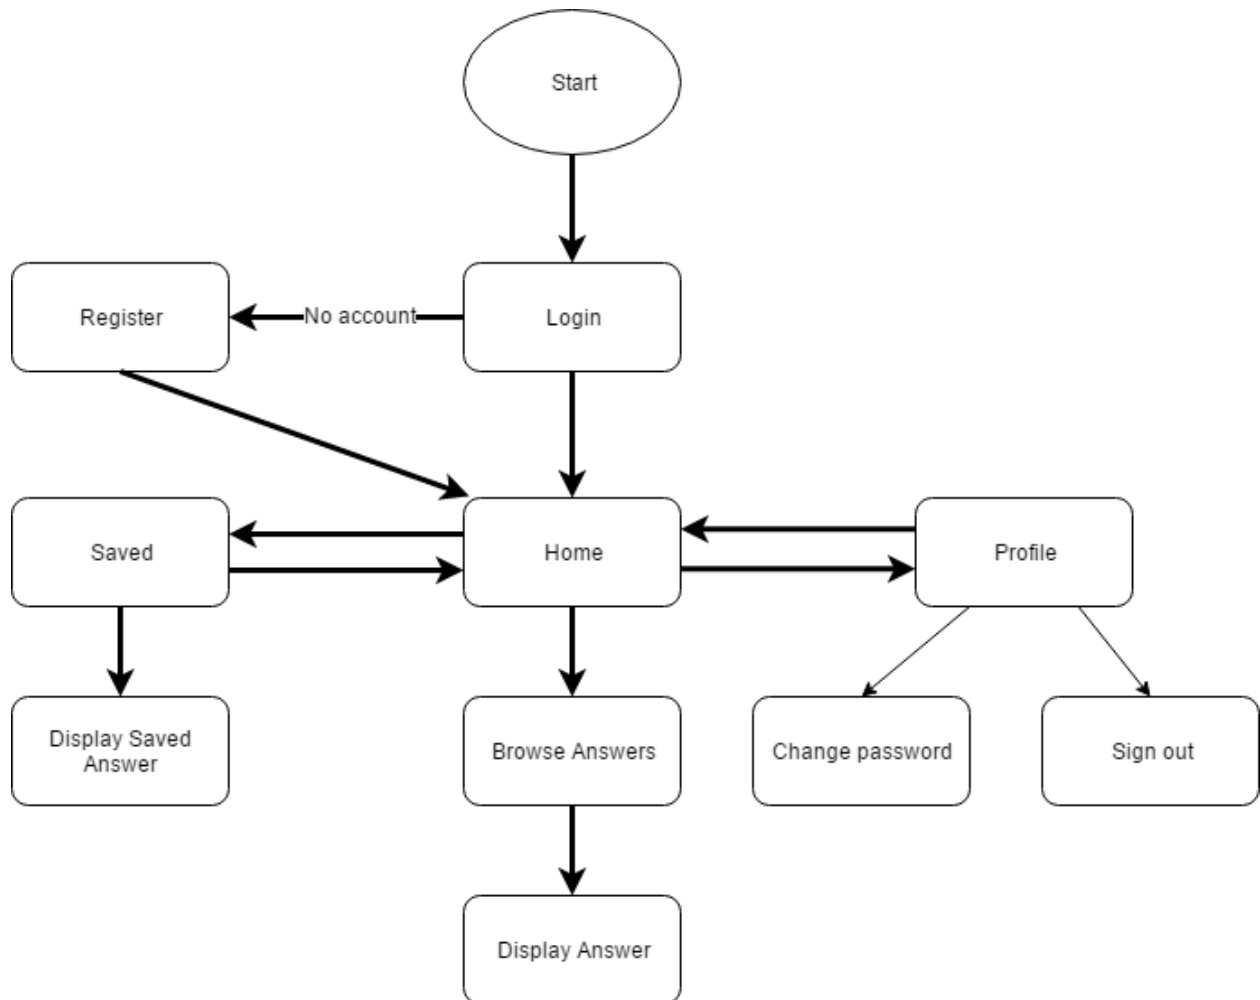 Start
Register
No account
Login
Saved
Home
Profile
Display Saved
Answer
Browse Answers
Change password
Sign out
Display Answer